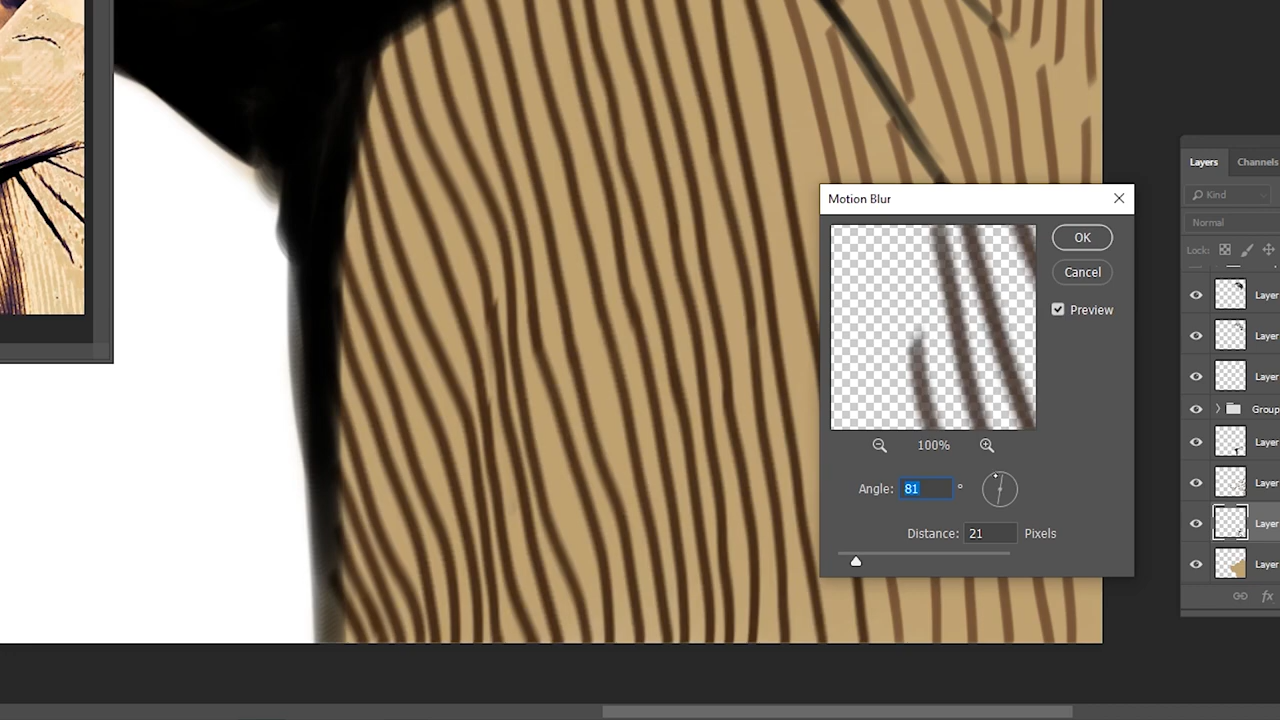 Motion Blur
OK
Cancel
Preview
100%
Angle: 81 °
Distance: 21 Pixels
Layers Channels
Kind
Normal
Lock:
Layer
Layer
Layer
Group
Layer
Layer
Layer
Layer
fx